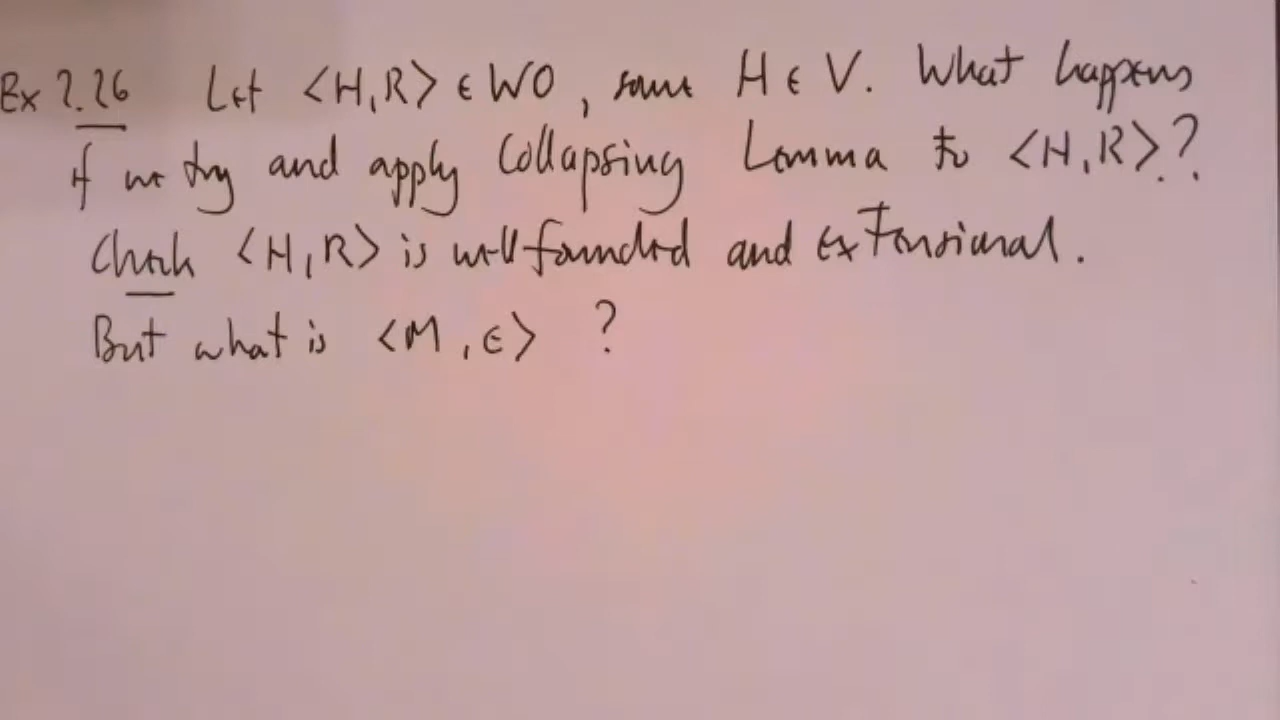 Ex 2.26 Let <H,R> ∈ WO, some H ∈ V. What happens
if we try and apply Collapsing Lemma to <H,R>?
Check <H,R> is wellfounded and extensional.
But what is <M,∈> ?